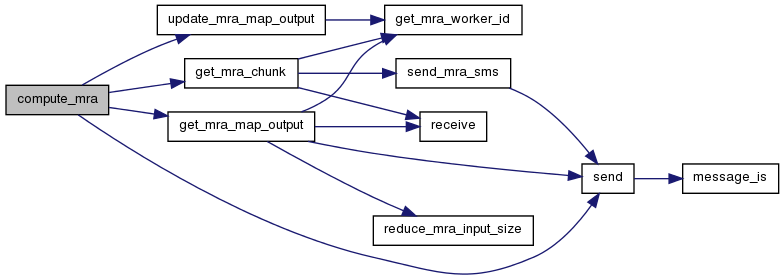 update_mra_map_output
get_mra_worker_id
get_mra_chunk
send_mra_sms
compute_mra
get_mra_map_output
receive
send
message_is
reduce_mra_input_size